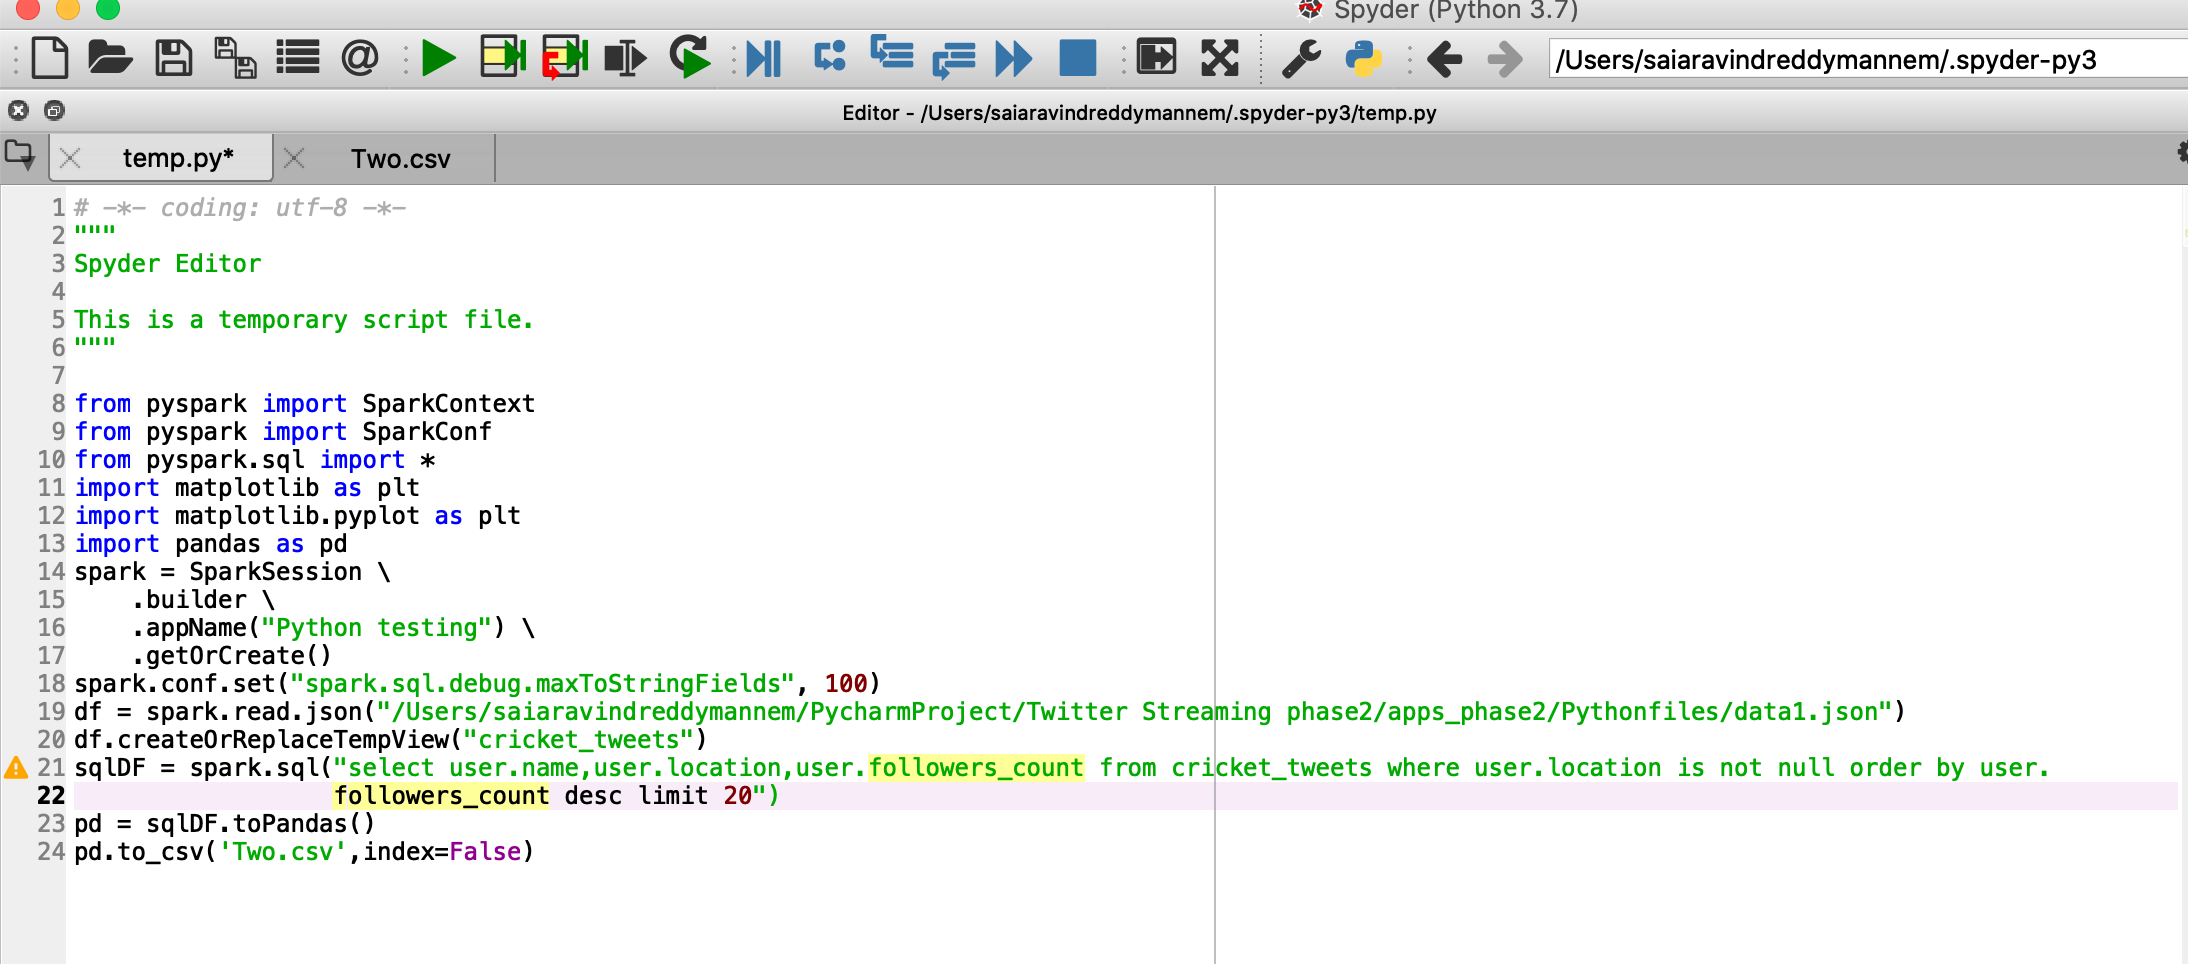 Spyder (Python 3.7)
/Users/saiaravindreddymannem/.spyder-py3
Editor - /Users/saiaravindreddymannem/.spyder-py3/temp.py
temp.py* Two.csv
1 # -*- coding: utf-8 -*-
2 """
3 Spyder Editor
4
5 This is a temporary script file.
6 """
7
8 from pyspark import SparkContext
9 from pyspark import SparkConf
10 from pyspark.sql import *
11 import matplotlib as plt
12 import matplotlib.pyplot as plt
13 import pandas as pd
14 spark = SparkSession \
15     .builder \
16     .appName("Python testing") \
17     .getOrCreate()
18 spark.conf.set("spark.sql.debug.maxToStringFields", 100)
19 df = spark.read.json("/Users/saiaravindreddymannem/PycharmProject/Twitter Streaming phase2/apps_phase2/Pythonfiles/data1.json")
20 df.createOrReplaceTempView("cricket_tweets")
21 sqlDF = spark.sql("select user.name,user.location,user.followers_count from cricket_tweets where user.location is not null order by user.
22                   followers_count desc limit 20")
23 pd = sqlDF.toPandas()
24 pd.to_csv('Two.csv',index=False)